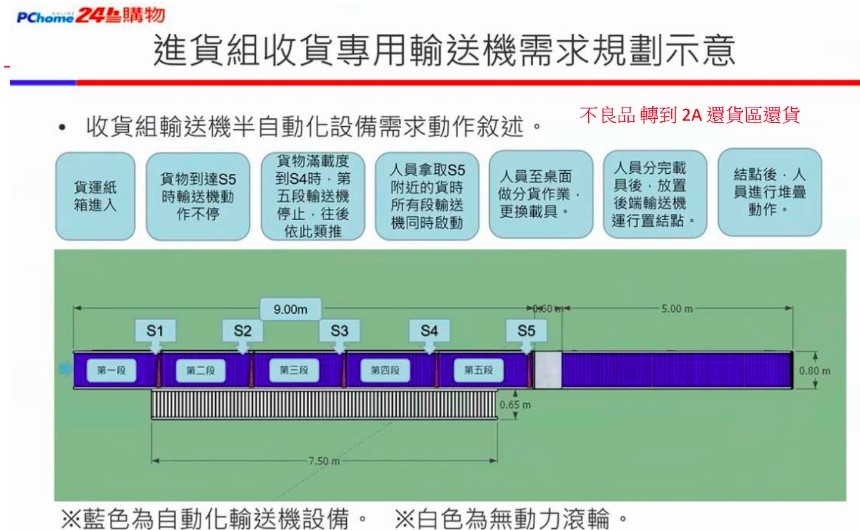 PChome 24h購物
進貨組收貨專用輸送機需求規劃示意
不良品 轉到 2A 還貨區還貨
• 收貨組輸送機半自動化設備需求動作敘述。
貨運紙
箱進入
貨物到達S5
時輸送機動
作不停
貨物滿載度
到S4時，第
五段輸送機
停止，往後
依此類推
人員拿取S5
附近的貨時
所有段輸送
機同時啟動
人員至桌面
做分貨作業，
更換載具。
人員分完載
具後，放置
後端輸送機
運行置結點。
結點後，人
員進行堆疊
動作。
9.00m
0.60 m
5.00 m
S1
S2
S3
S4
S5
第一段
第二段
第三段
第四段
第五段
0.80 m
0.65 m
7.50 m
※藍色為自動化輸送機設備。 ※白色為無動力滾輪。